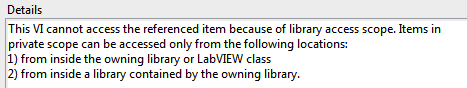 Details
This VI cannot access the referenced item because of library access scope. Items in
private scope can be accessed only from the following locations:
1) from inside the owning library or LabVIEW class
2) from inside a library contained by the owning library.